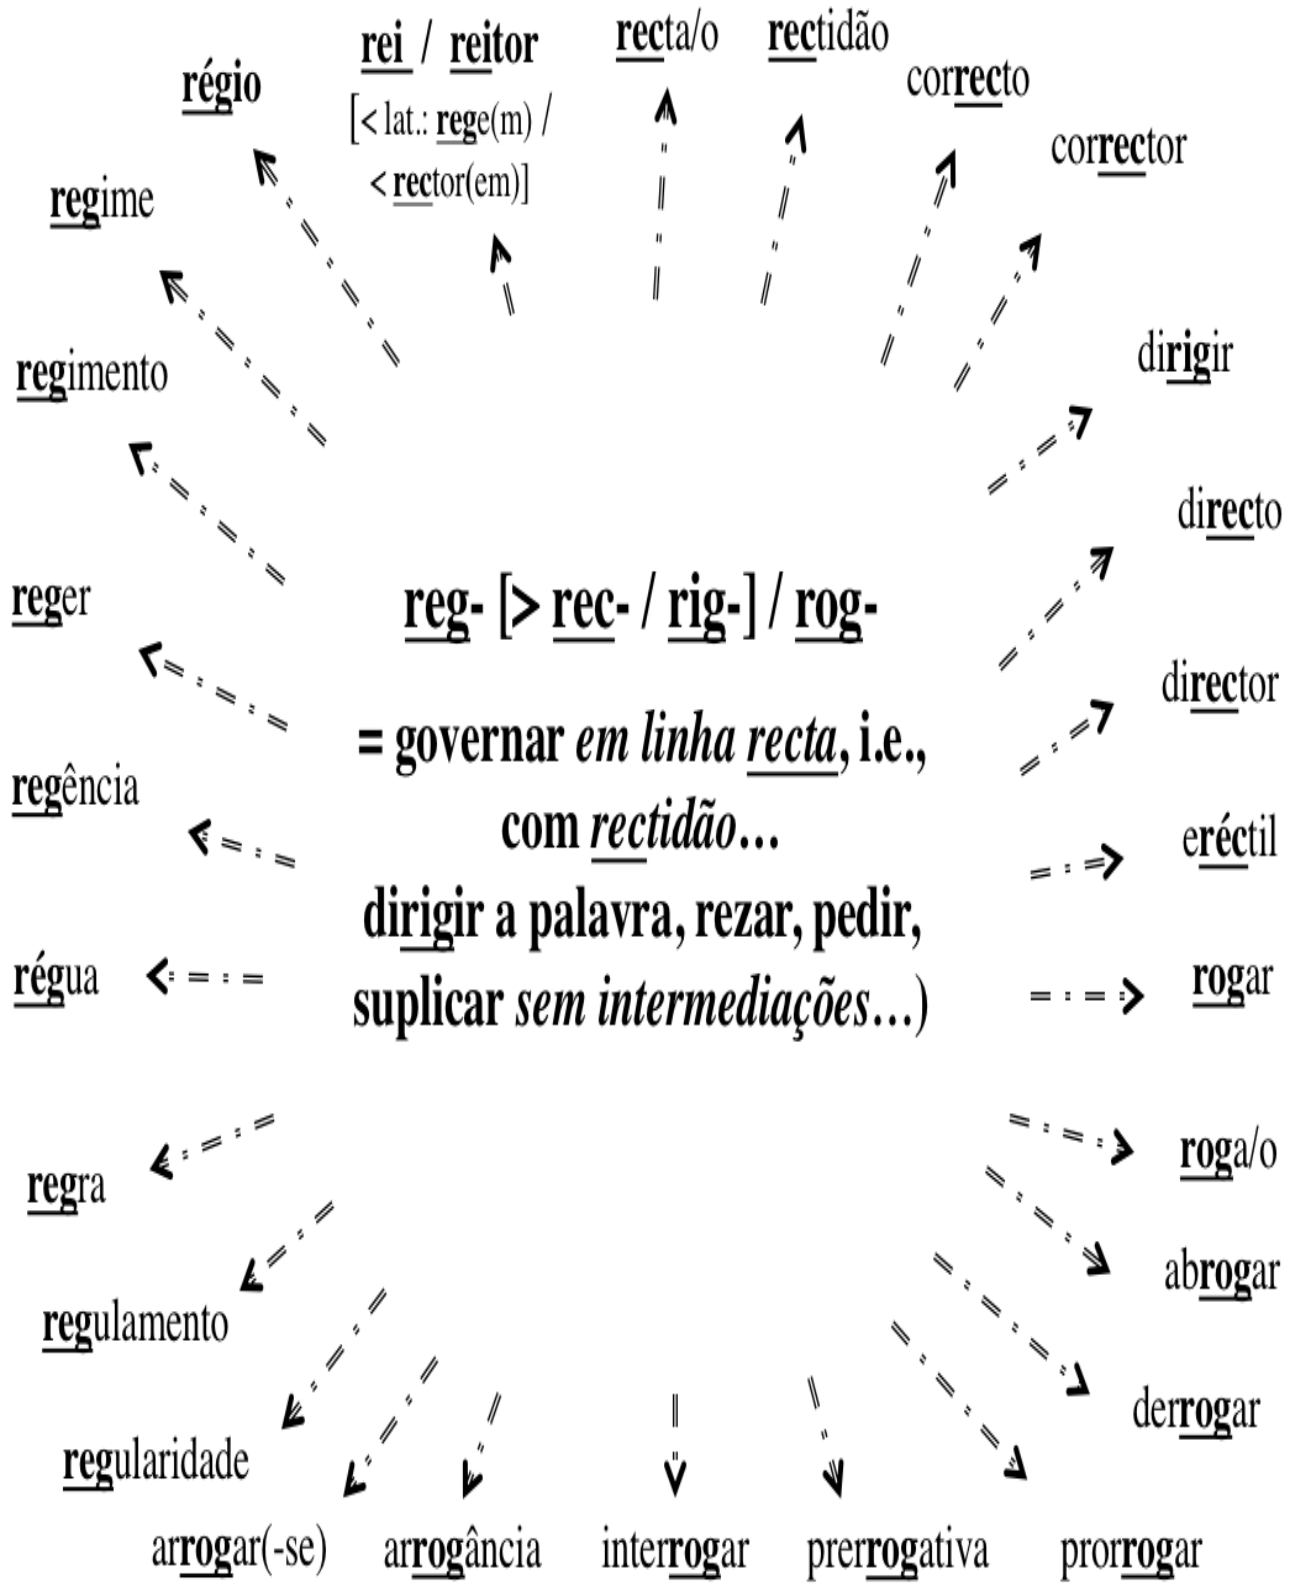 rei / reitor
[< lat.: rege(m) /
< rector(em)]
recta/o
rectidão
correcto
corrector
dirigir
directo
director
eréctil
rogar
roga/o
abrogar
derrogar
prorrogar
prerrogativa
interrogar
arrogância
arrogar(-se)
regularidade
regulamento
regra
régua
regência
reger
regimento
regime
régio
reg- [> rec- / rig-] / rog-
= governar em linha recta, i.e.,
com rectidão…
dirigir a palavra, rezar, pedir,
suplicar sem intermediações…)